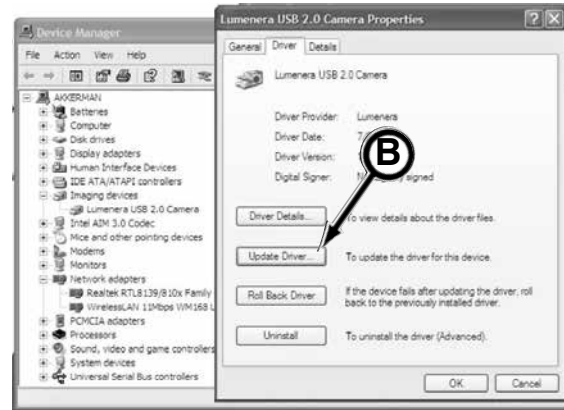 Device Manager
File Action View Help
AKKERMAN
Batteries
Computer
Disk drives
Display adapters
Human Interface Devices
IDE ATA/ATAPI controllers
Imaging devices
Lumenera USB 2.0 Camera
Intel AIM 3.0 Codec
Mice and other pointing devices
Modems
Monitors
Network adapters
Realtek RTL8139/810x Family
WirelessLAN 11Mbps WM168
PCMCIA adapters
Processors
Sound, video and game controllers
System devices
Universal Serial Bus controllers
Lumenera USB 2.0 Camera Properties
General Driver Details
Lumenera USB 2.0 Camera
Driver Provider: Lumenera
Driver Date: 7/
Driver Version:
Digital Signer: signed
B
Driver Details... To view details about the driver files.
Update Driver... To update the driver for this device.
Roll Back Driver If the device fails after updating the driver, roll
back to the previously installed driver.
Uninstall To uninstall the driver (Advanced).
OK Cancel